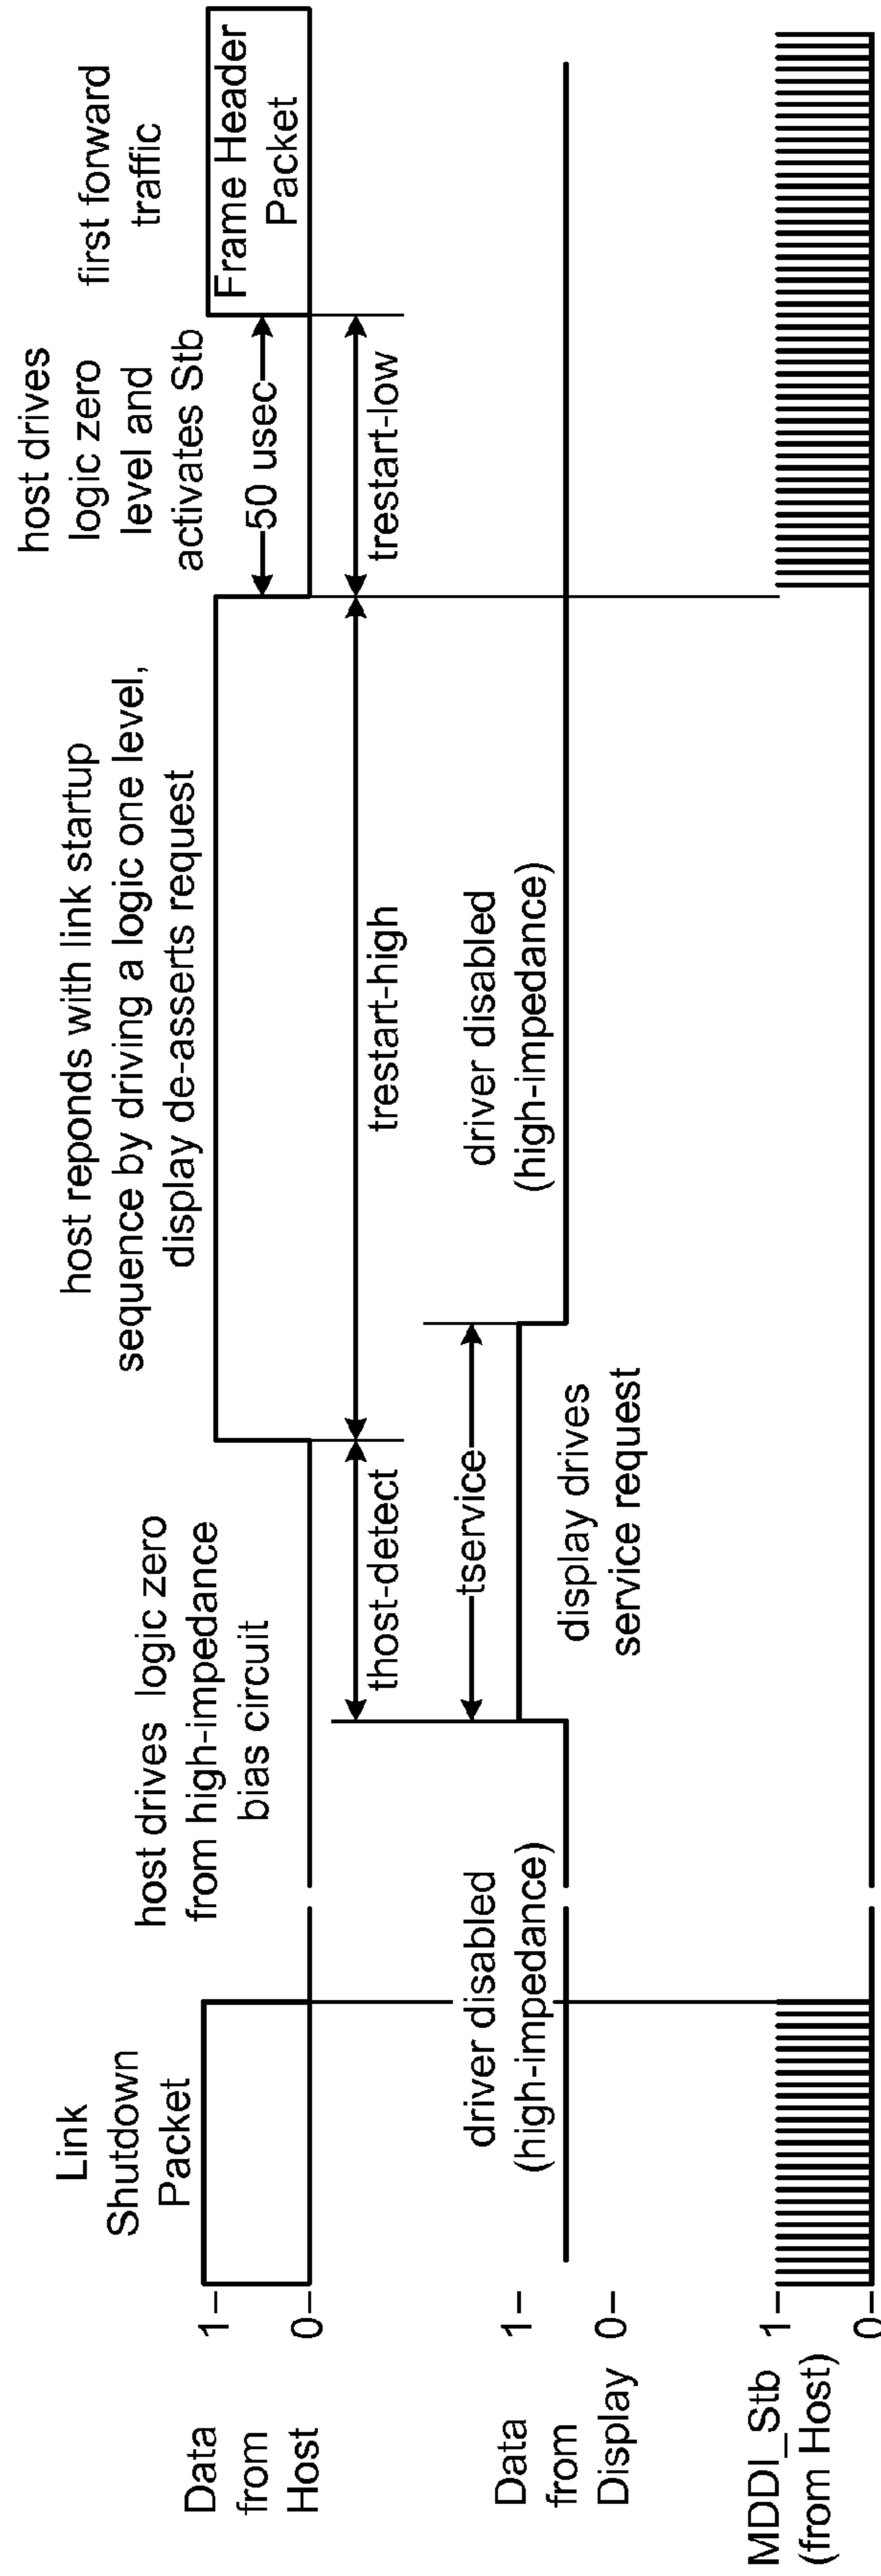 Link
Shutdown
Packet
host drives  logic zero
from high-impedance
bias circuit
host reponds with link startup
sequence by driving a logic one level,
display de-asserts request
host drives
logic zero
level and
activates Stb
first forward
traffic
Data
from
Host
1
0
50 usec
Frame Header
Packet
thost-detect
trestart-high
trestart-low
Data
from
Display
1
0
driver disabled
(high-impedance)
tservice
display drives
service request
driver disabled
(high-impedance)
MDDI_Stb
(from Host)
1
0